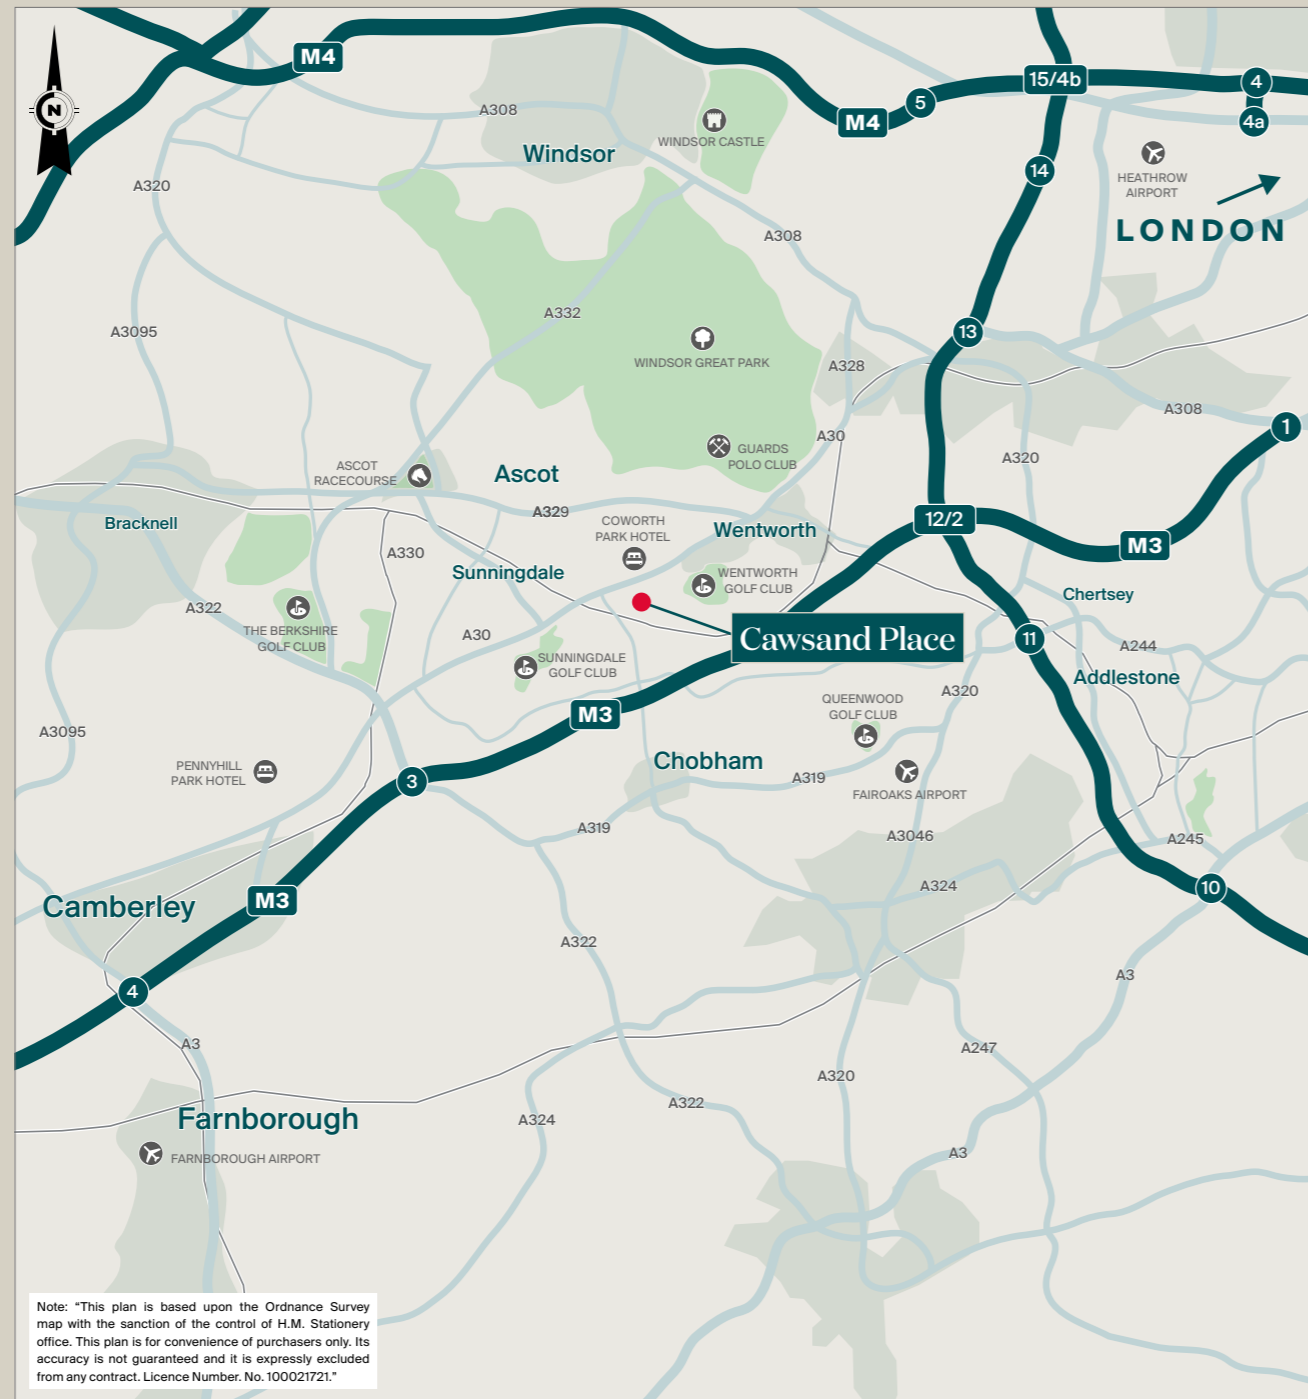 M4
15/4b
4
N
5
A308
M4
4a
WINDSOR CASTLE
Windsor
14
HEATHROW
AIRPORT
A320
LONDON
A308
A332
A3095
13
WINDSOR GREAT PARK
A328
A308
1
A30
GUARDS
POLO CLUB
A320
ASCOT
RACECOURSE
Ascot
A329
Bracknell
COWORTH
PARK HOTEL
Wentworth
12/2
M3
A330
Sunningdale
WENTWORTH
GOLF CLUB
Chertsey
A322
THE BERKSHIRE
GOLF CLUB
A30
Cawsand Place
11
A244
SUNNINGDALE
GOLF CLUB
Addlestone
A320
QUEENWOOD
GOLF CLUB
M3
A3095
PENNYHILL
PARK HOTEL
3
Chobham
A319
FAIROAKS AIRPORT
A319
A3046
A245
A324
10
Camberley
M3
A322
A3
4
A3
A247
A320
A322
A324
Farnborough
A3
FARNBOROUGH AIRPORT
Note: “This plan is based upon the Ordnance Survey
map with the sanction of the control of H.M. Stationery
office. This plan is for convenience of purchasers only. Its
accuracy is not guaranteed and it is expressly excluded
from any contract. Licence Number. No. 100021721.”